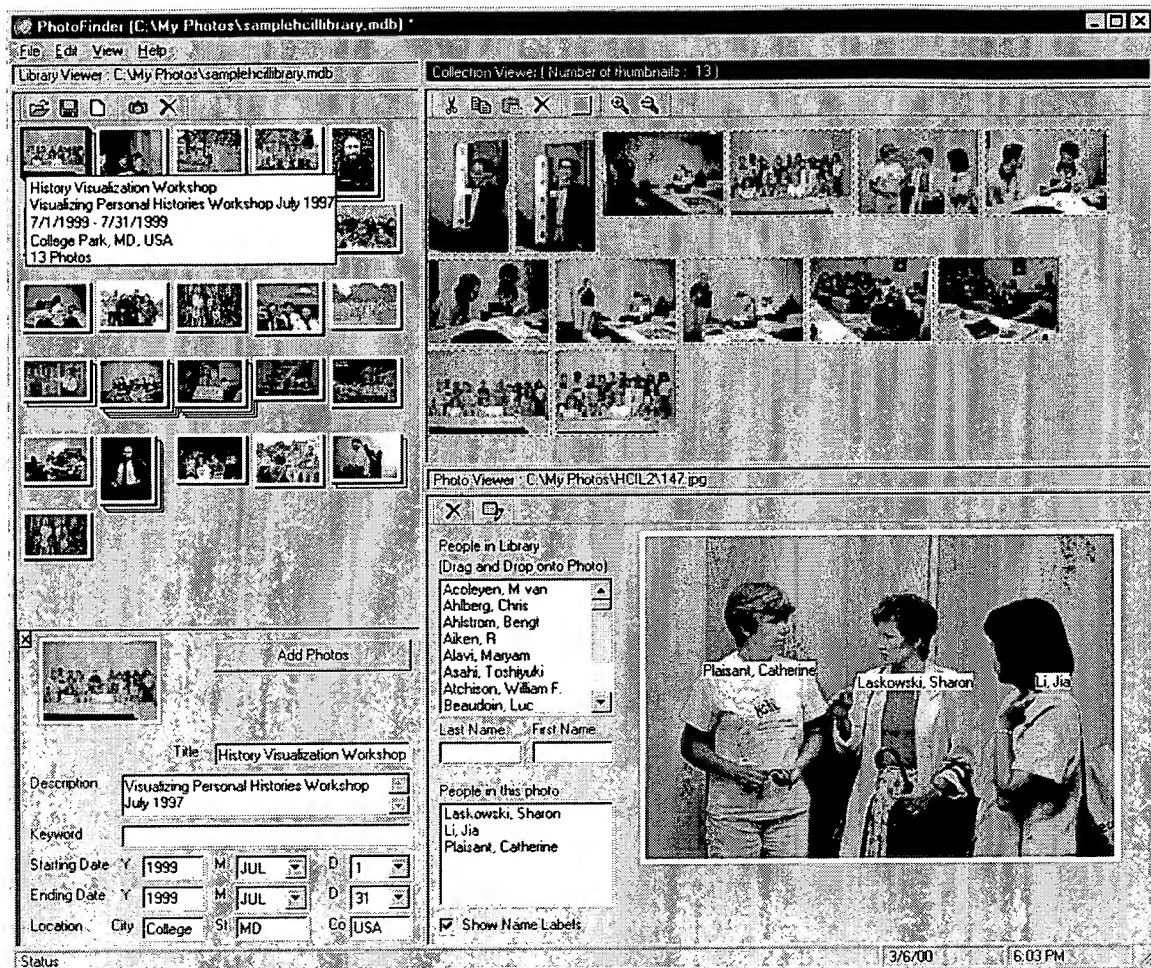 PhotoFinder [C:\My Photos\samplehcillibrary.mdb] *
File Edit View Help
Library Viewer : C:\My Photos\samplehcillibrary.mdb
History Visualization Workshop
Visualizing Personal Histories Workshop July 1997
7/1/1999 - 7/31/1999
College Park, MD, USA
13 Photos
Add Photos
Title History Visualization Workshop
Description Visualizing Personal Histories Workshop
July 1997
Keyword
Starting Date Y 1999 M JUL D 1
Ending Date Y 1999 M JUL D 31
Location City College St MD Co USA
Collection Viewer ( Number of thumbnails : 13 )
Photo Viewer : C:\My Photos\HCIL2\147.jpg
People in Library
(Drag and Drop onto Photo)
Acoleyen, M van
Ahlberg, Chris
Ahlstrom, Bengt
Aiken, R
Alavi, Maryam
Asahi, Toshiyuki
Atchison, William F.
Beaudoin, Luc
Last Name First Name
People in this photo
Laskowski, Sharon
Li, Jia
Plaisant, Catherine
Show Name Labels
Plaisant, Catherine
Laskowski, Sharon
Li, Jia
Status 3/6/00 6:03 PM